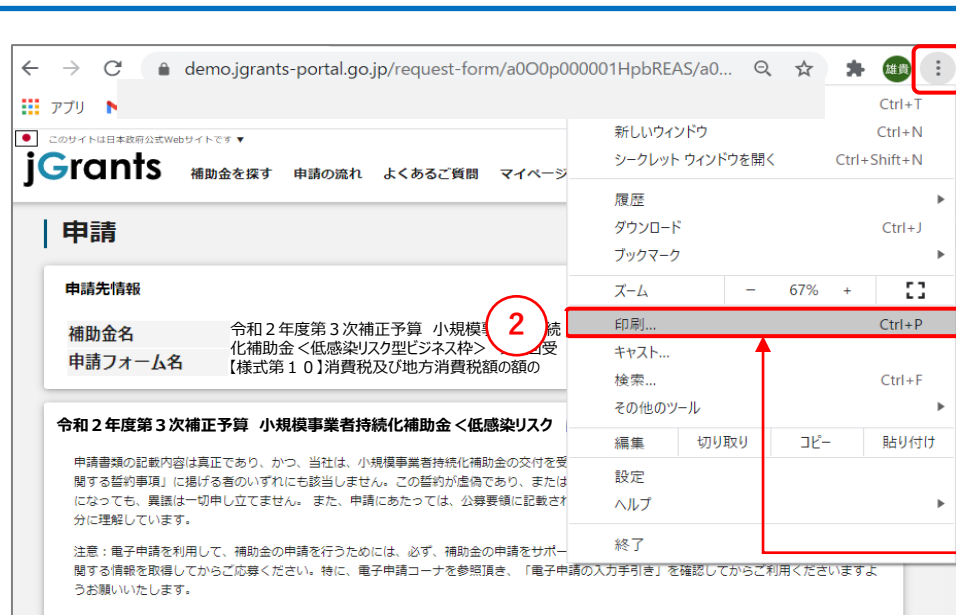 demo.jgrants-portal.go.jp/request-form/a0O0p000001HpbREAS/a0...
雄貴
アプリ
Ctrl+T
新しいウィンドウ Ctrl+N
シークレット ウィンドウを開く Ctrl+Shift+N
履歴
ダウンロード Ctrl+J
ブックマーク
ズーム - 67% +
印刷... Ctrl+P
キャスト...
検索... Ctrl+F
その他のツール
編集 切り取り コピー 貼り付け
設定
ヘルプ
終了
②
このサイトは日本政府公式Webサイトです ▼
jGrants 補助金を探す 申請の流れ よくあるご質問 マイページ
申請
申請先情報
補助金名 令和２年度第３次補正予算 小規模事 続
化補助金＜低感染リスク型ビジネス枠＞ 受
申請フォーム名 【様式第１０】消費税及び地方消費税額の額の
令和２年度第３次補正予算 小規模事業者持続化補助金＜低感染リスク
申請書類の記載内容は真正であり、かつ、当社は、小規模事業者持続化補助金の交付を受
関する誓約事項」に掲げる者のいずれにも該当しません。この誓約が虚偽であり、または
になっても、異議は一切申し立てません。 また、申請にあたっては、公募要領に記載され
分に理解しています。
注意：電子申請を利用して、補助金の申請を行うためには、必ず、補助金の申請をサポー
関する情報を取得してからご応募ください。特に、電子申請コーナを参照頂き、「電子申請の入力手引き」を確認してからご利用くださいますよ
うお願いいたします。